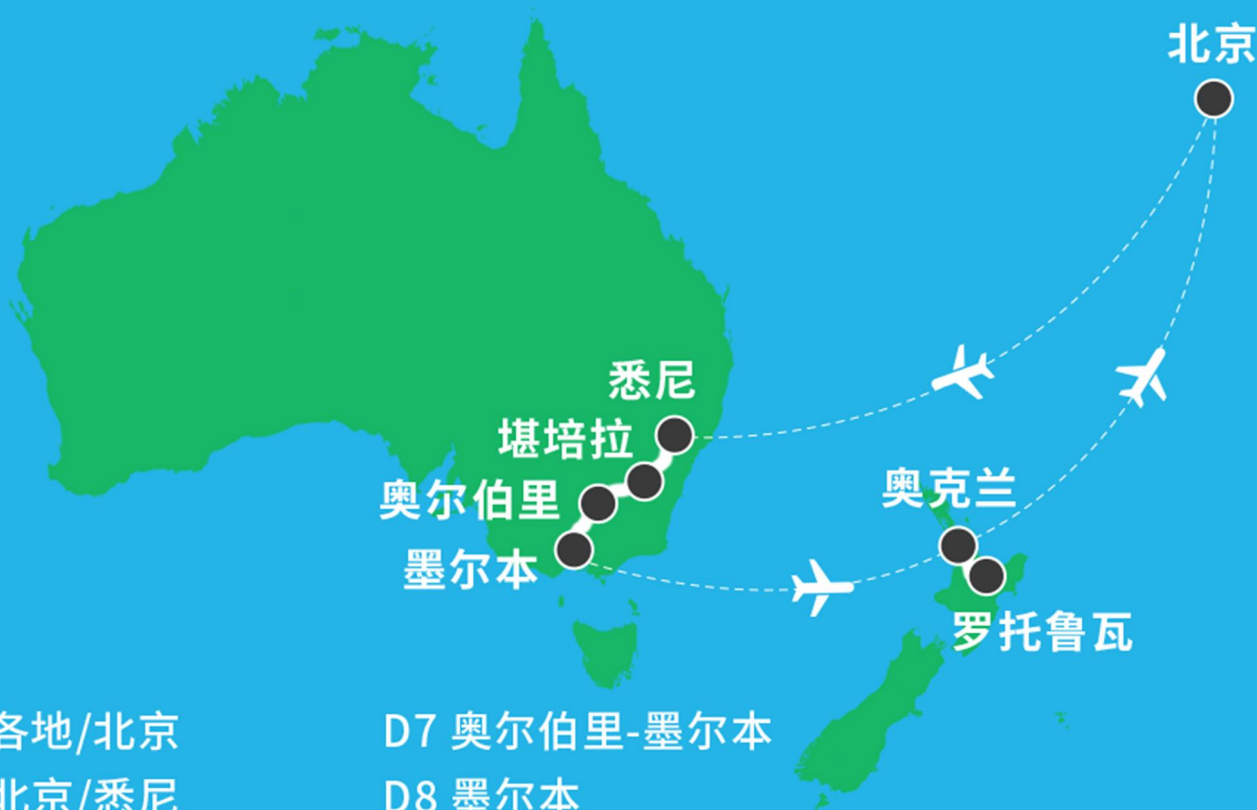 北京
悉尼
堪培拉
奥尔伯里
墨尔本
奥克兰
罗托鲁瓦
各地/北京
北京/悉尼
D7 奥尔伯里-墨尔本
D8 墨尔本